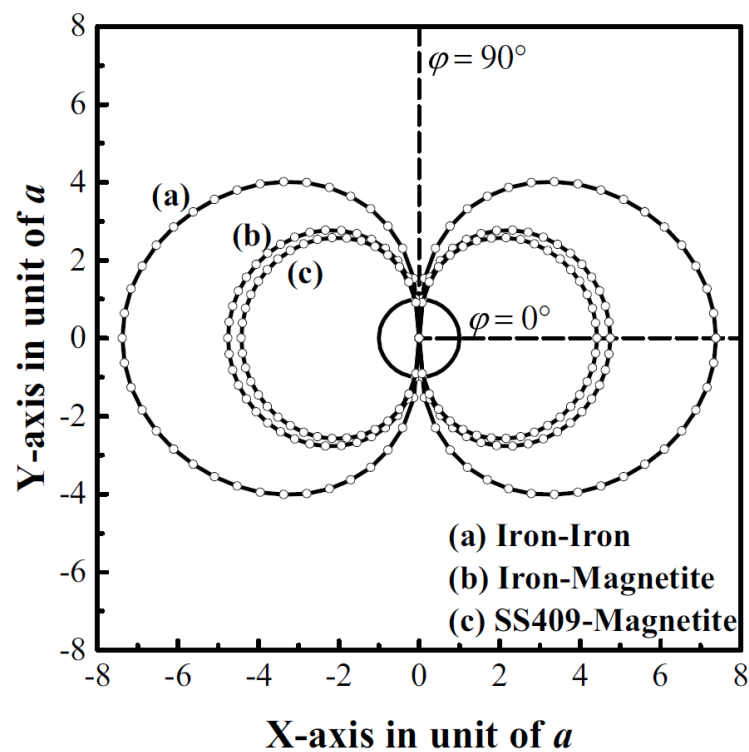 8
φ = 90°
6
4
(a)
(b)
2
(c)
φ = 0°
0
-2
-4
(a) Iron-Iron
-6
(b) Iron-Magnetite
(c) SS409-Magnetite
-8
-8 -6 -4 -2 0 2 4 6 8
X-axis in unit of a
Y-axis in unit of a